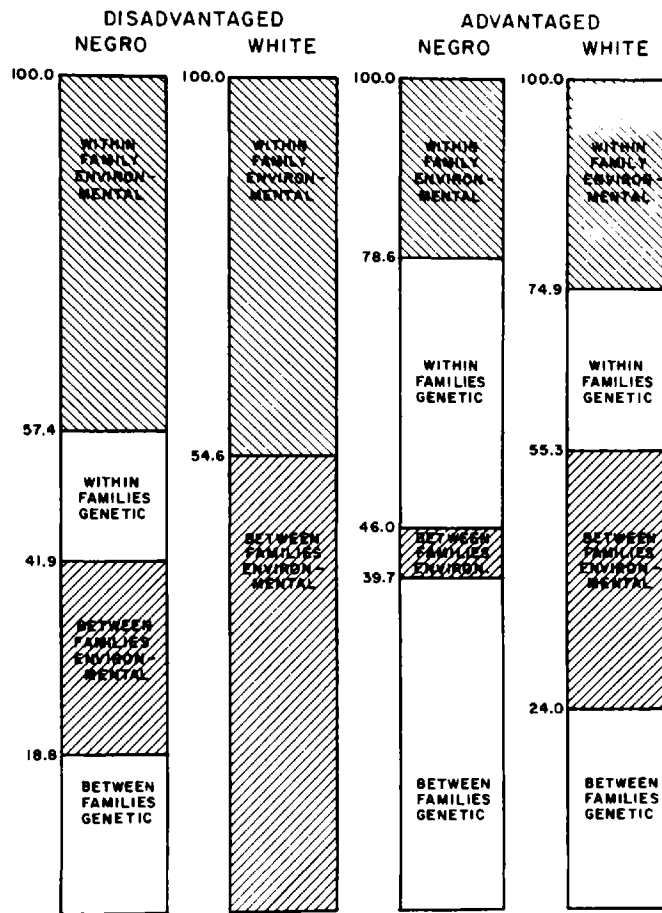 DISADVANTAGED ADVANTAGED
NEGRO WHITE NEGRO WHITE
100.0
WITHIN
FAMILY
ENVIRON-
MENTAL
57.4
WITHIN
FAMILIES
GENETIC
41.9
BETWEEN
FAMILIES
ENVIRON-
MENTAL
18.8
BETWEEN
FAMILIES
GENETIC
100.0
WITHIN
FAMILY
ENVIRON-
MENTAL
54.6
BETWEEN
FAMILIES
ENVIRON-
MENTAL
100.0
WITHIN
FAMILY
ENVIRON-
MENTAL
78.6
WITHIN
FAMILIES
GENETIC
46.0
BETWEEN
FAMILIES
ENVIRON.
39.7
BETWEEN
FAMILIES
GENETIC
100.0
WITHIN
FAMILY
ENVIRON-
MENTAL
74.9
WITHIN
FAMILIES
GENETIC
55.3
BETWEEN
FAMILIES
ENVIRON-
MENTAL
24.0
BETWEEN
FAMILIES
GENETIC